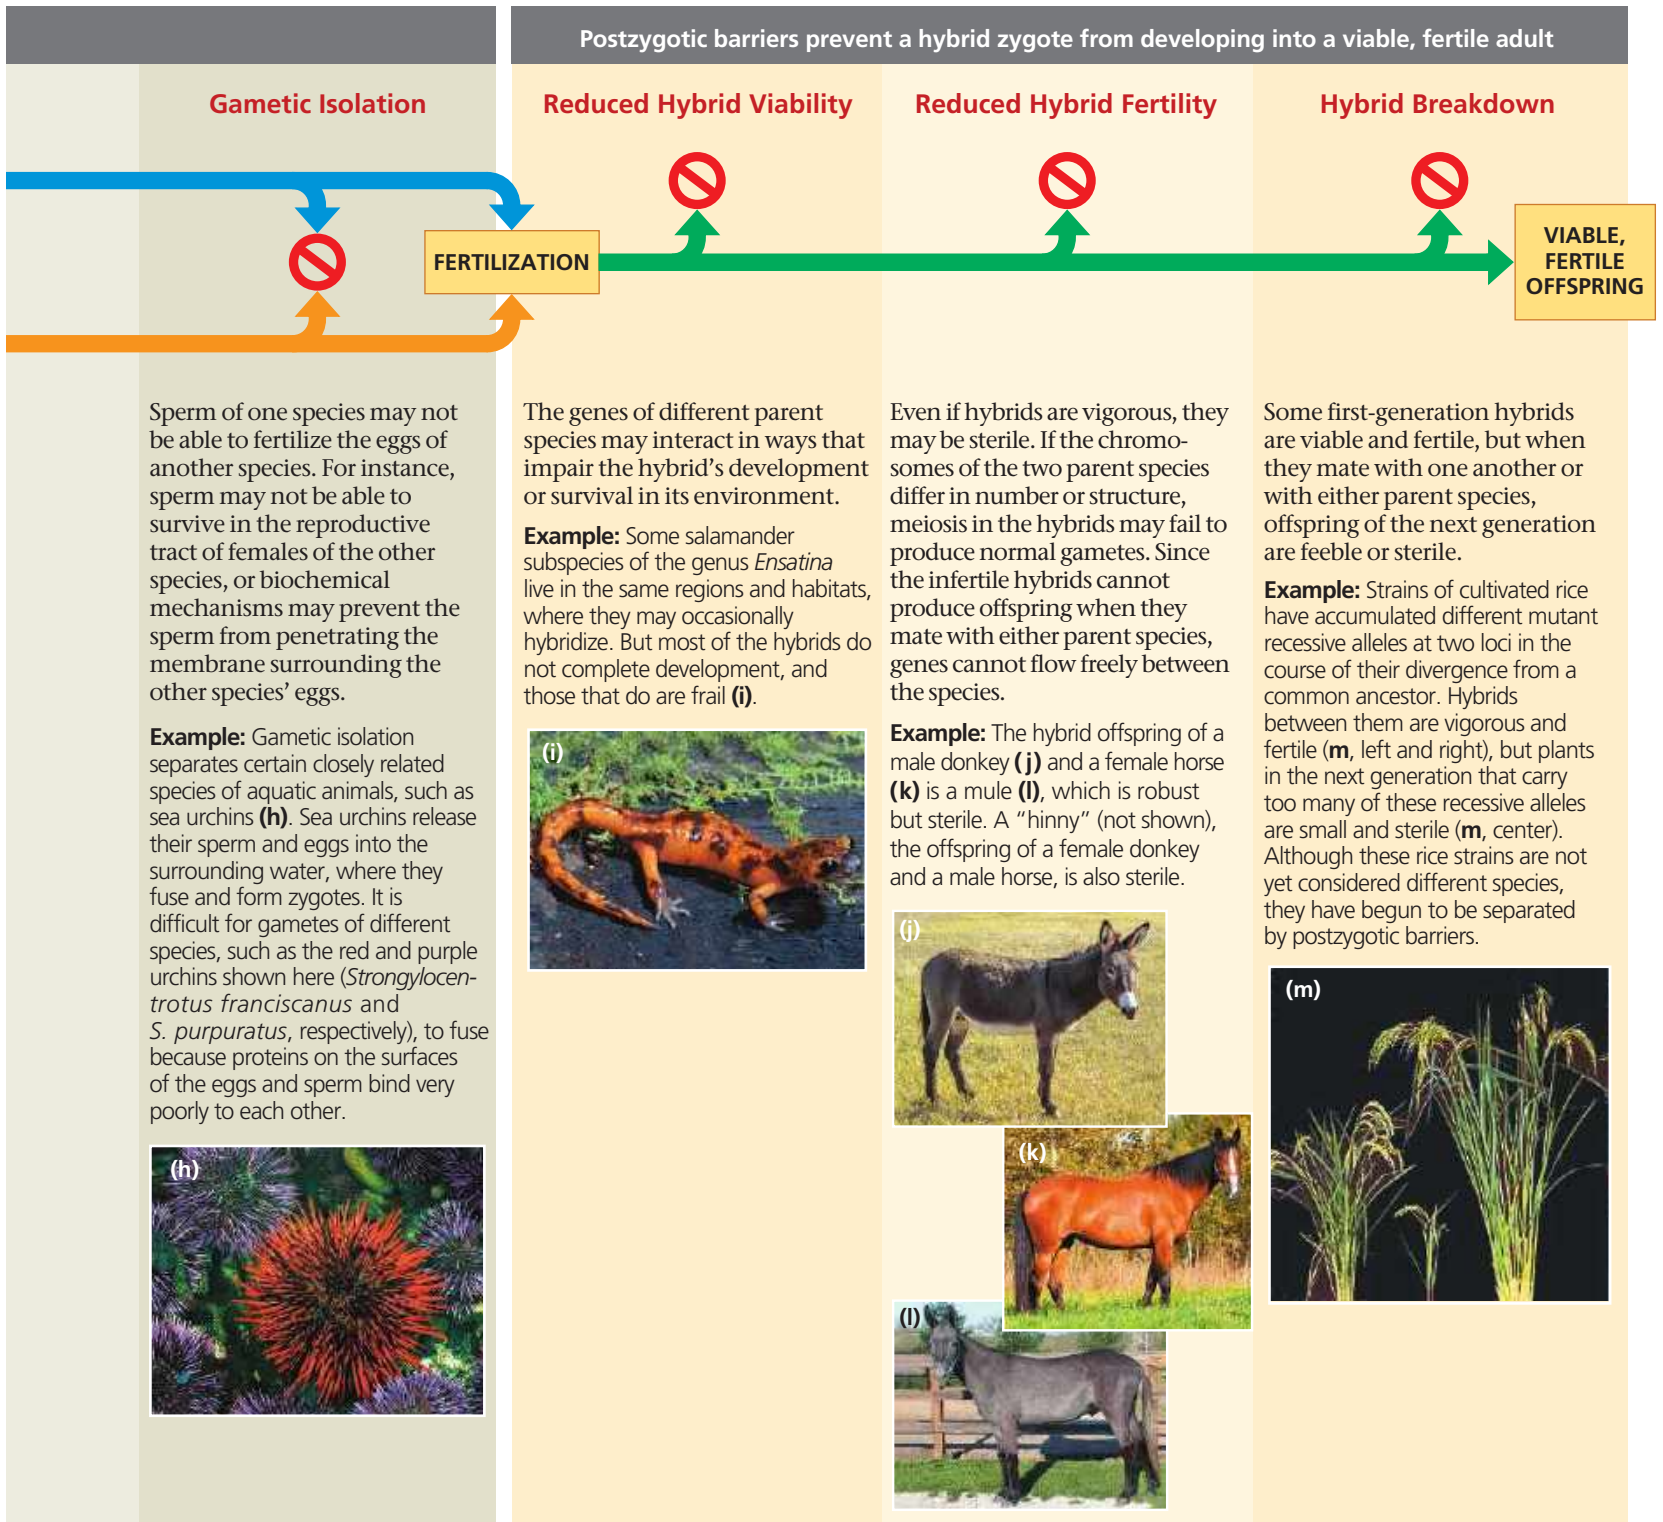 Postzygotic barriers prevent a hybrid zygote from developing into a viable, fertile adult
Gametic Isolation
Reduced Hybrid Viability
Reduced Hybrid Fertility
Hybrid Breakdown
FERTILIZATION
VIABLE,
FERTILE
OFFSPRING
Sperm of one species may not
be able to fertilize the eggs of
another species. For instance,
sperm may not be able to
survive in the reproductive
tract of females of the other
species, or biochemical
mechanisms may prevent the
sperm from penetrating the
membrane surrounding the
other species’ eggs.
Example: Gametic isolation
separates certain closely related
species of aquatic animals, such as
sea urchins (h). Sea urchins release
their sperm and eggs into the
surrounding water, where they
fuse and form zygotes. It is
difficult for gametes of different
species, such as the red and purple
urchins shown here (Strongylocen-
trotus franciscanus and
S. purpuratus, respectively), to fuse
because proteins on the surfaces
of the eggs and sperm bind very
poorly to each other.
(h)
The genes of different parent
species may interact in ways that
impair the hybrid’s development
or survival in its environment.
Example: Some salamander
subspecies of the genus Ensatina
live in the same regions and habitats,
where they may occasionally
hybridize. But most of the hybrids do
not complete development, and
those that do are frail (i).
(i)
Even if hybrids are vigorous, they
may be sterile. If the chromo-
somes of the two parent species
differ in number or structure,
meiosis in the hybrids may fail to
produce normal gametes. Since
the infertile hybrids cannot
produce offspring when they
mate with either parent species,
genes cannot flow freely between
the species.
Example: The hybrid offspring of a
male donkey (j) and a female horse
(k) is a mule (l), which is robust
but sterile. A “hinny” (not shown),
the offspring of a female donkey
and a male horse, is also sterile.
(j)
(k)
(l)
Some first-generation hybrids
are viable and fertile, but when
they mate with one another or
with either parent species,
offspring of the next generation
are feeble or sterile.
Example: Strains of cultivated rice
have accumulated different mutant
recessive alleles at two loci in the
course of their divergence from a
common ancestor. Hybrids
between them are vigorous and
fertile (m, left and right), but plants
in the next generation that carry
too many of these recessive alleles
are small and sterile (m, center).
Although these rice strains are not
yet considered different species,
they have begun to be separated
by postzygotic barriers.
(m)